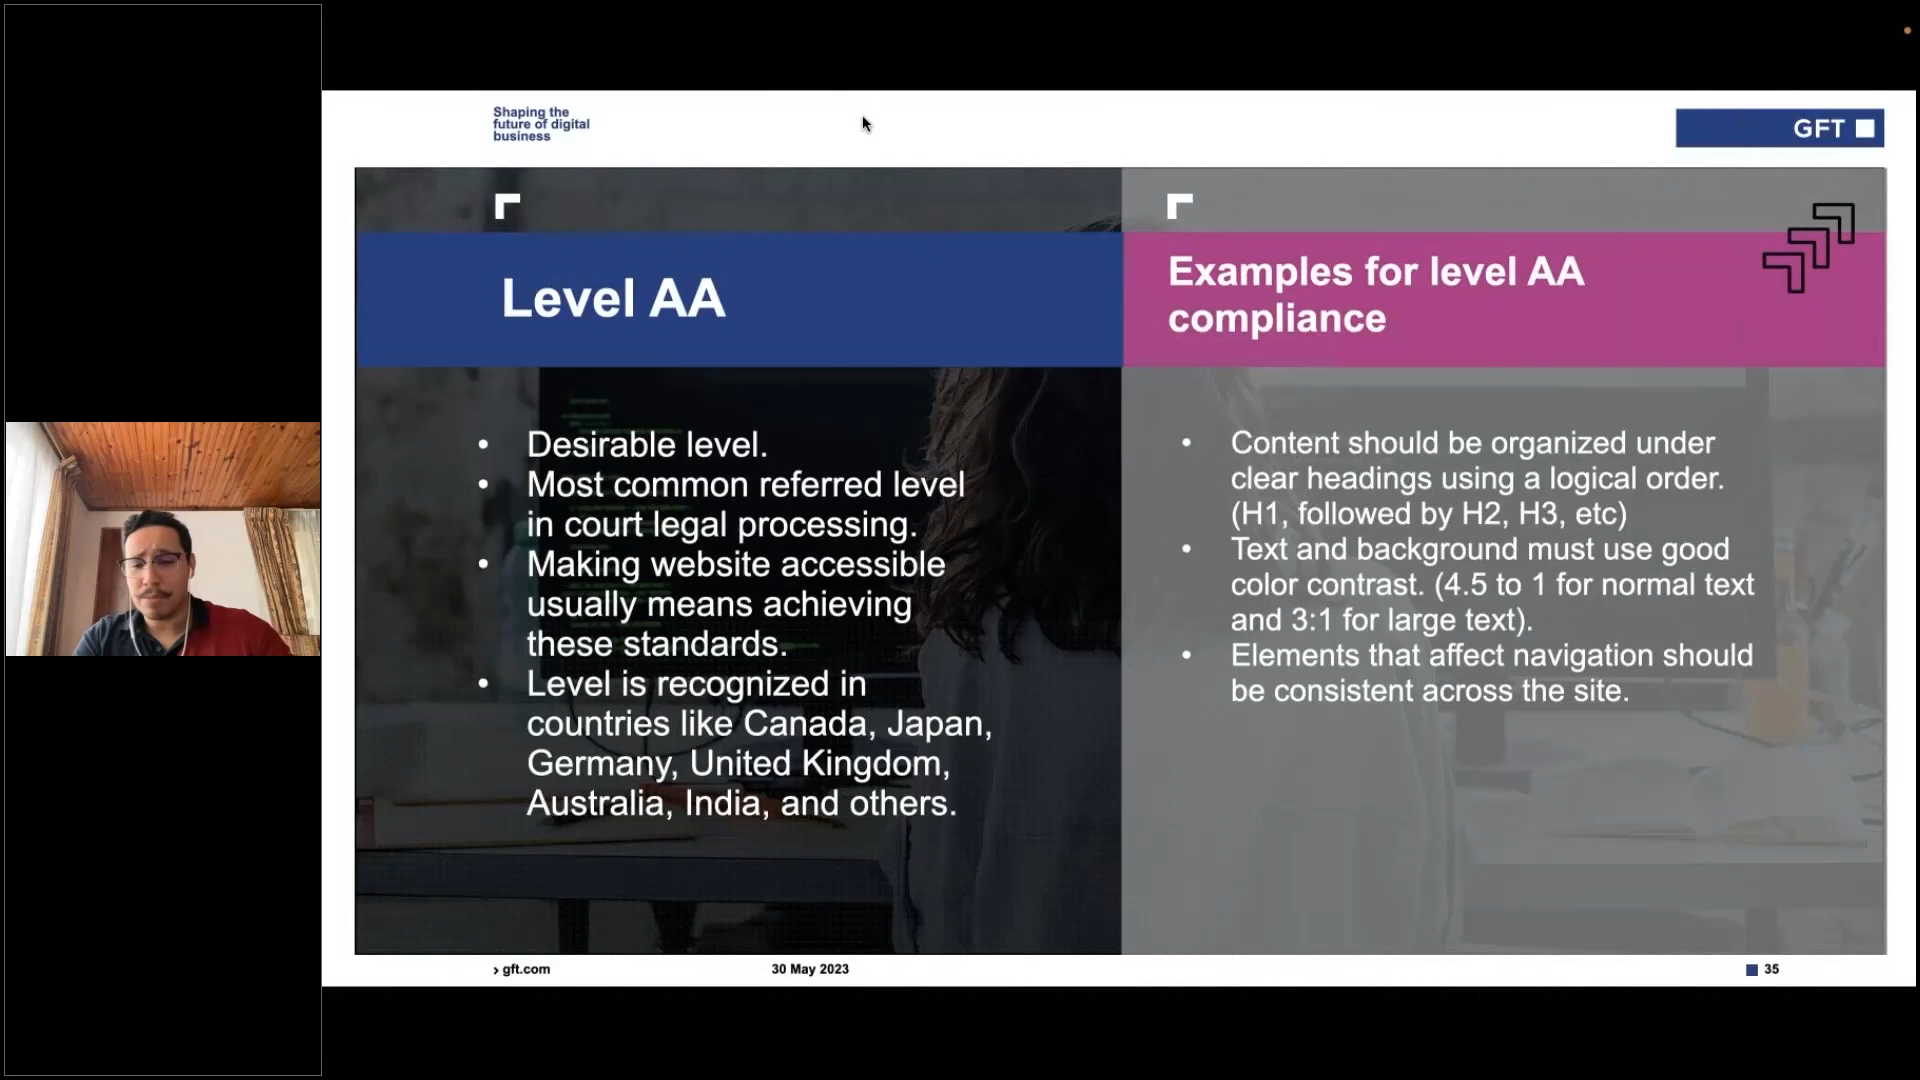 Shaping the
future of digital
business
GFT
Level AA
Examples for level AA
compliance
• Desirable level.
• Most common referred level
in court legal processing.
• Making website accessible
usually means achieving
these standards.
• Level is recognized in
countries like Canada, Japan,
Germany, United Kingdom,
Australia, India, and others.
• Content should be organized under
clear headings using a logical order.
(H1, followed by H2, H3, etc)
• Text and background must use good
color contrast. (4.5 to 1 for normal text
and 3:1 for large text).
• Elements that affect navigation should
be consistent across the site.
› gft.com
30 May 2023
35